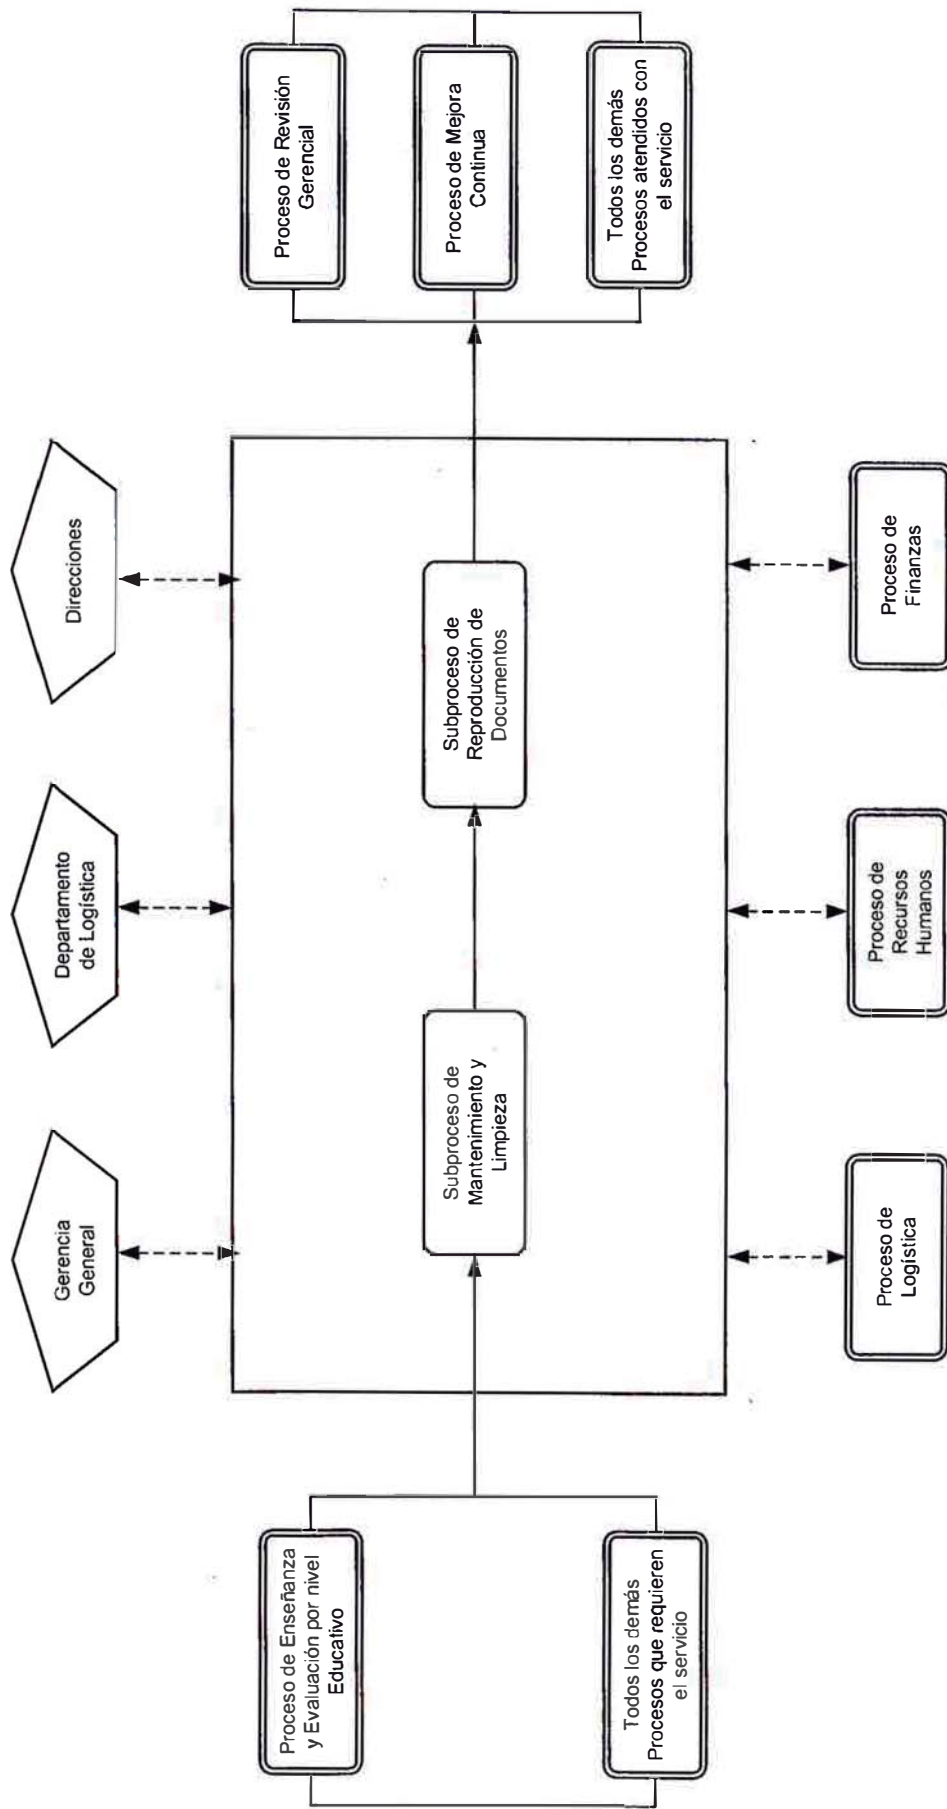 Gerencia
General
Departamento
de Logística
Direcciones
Proceso de Enseñanza
y Evaluación por nivel
Educativo
Todos los demás
Procesos que requieren
el servicio
Subproceso de
Mantenimiento y
Limpieza
Subproceso de
Reproducción de
Documentos
Proceso de Revisión
Gerencial
Proceso de Mejora
Continua
Todos los demás
Procesos atendidos con
el servicio
Proceso de
Logística
Proceso de
Recursos
Humanos
Proceso de
Finanzas